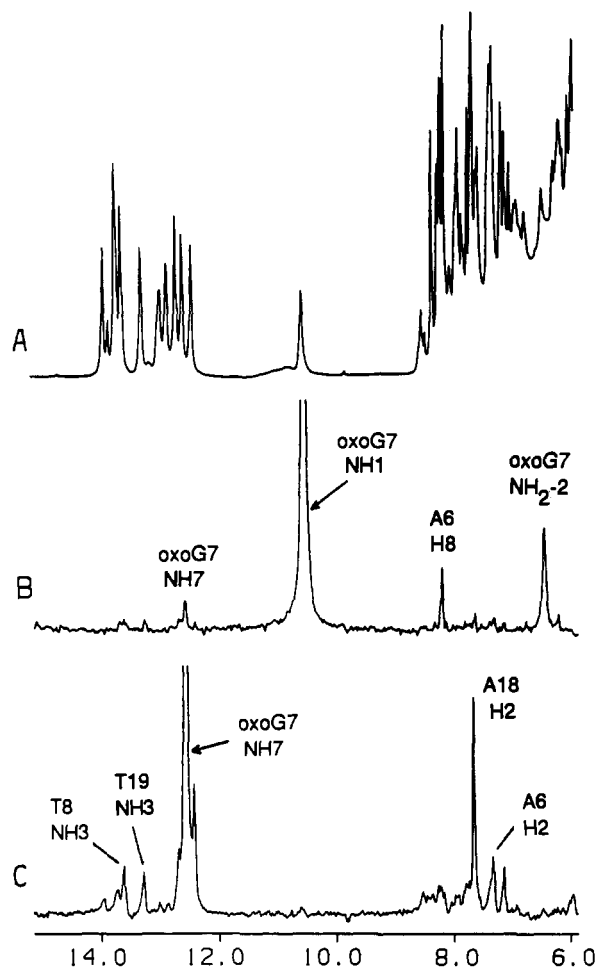 A
B
oxoG7
NH7
oxoG7
NH1
A6
H8
oxoG7
NH2-2
C
T8
NH3
T19
NH3
oxoG7
NH7
A18
H2
A6
H2
14.0 12.0 10.0 8.0 6.0